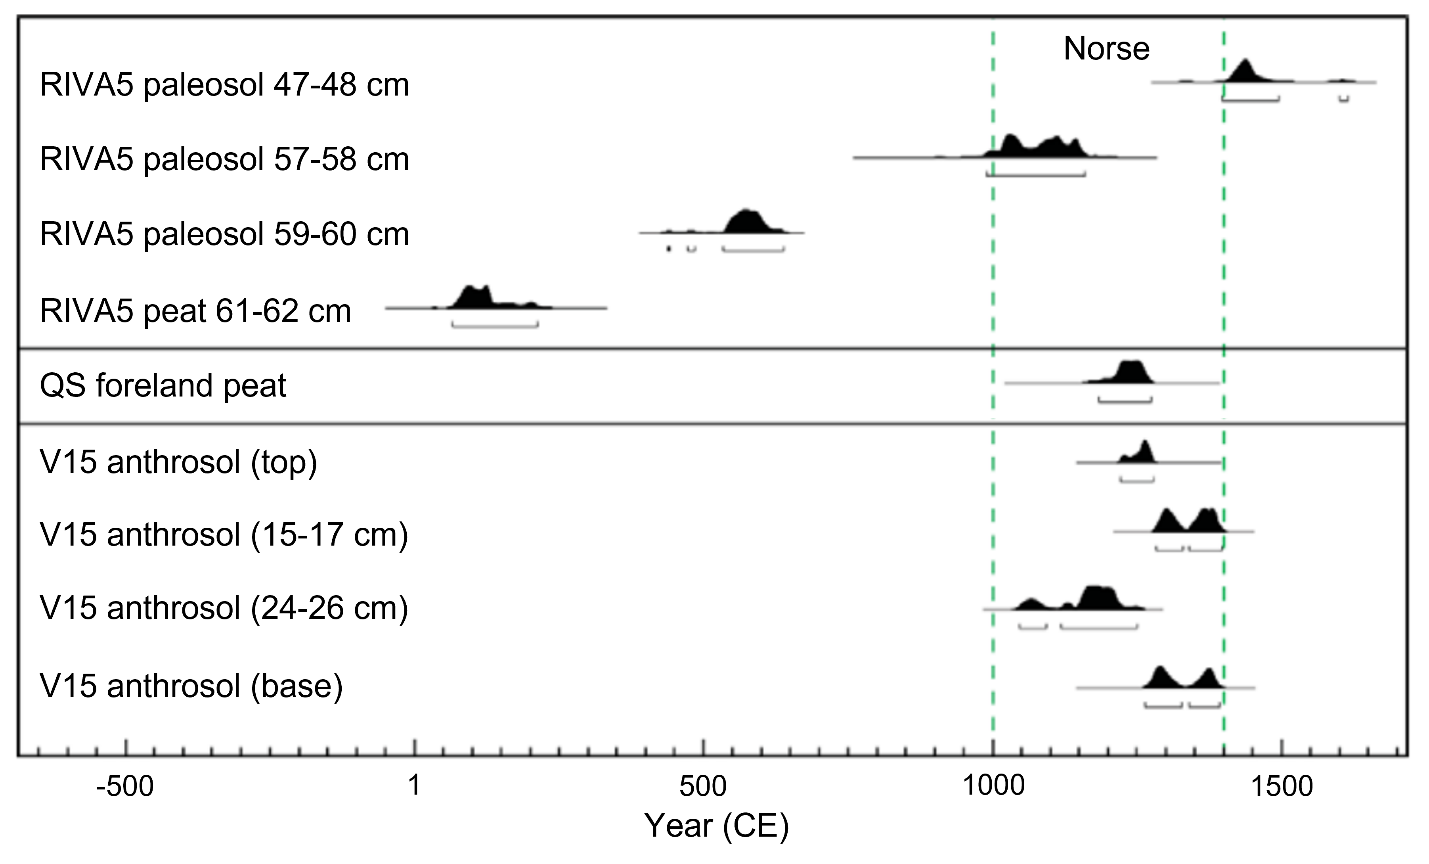 Norse
RIVA5 paleosol 47-48 cm
RIVA5 paleosol 57-58 cm
RIVA5 paleosol 59-60 cm
RIVA5 peat 61-62 cm
QS foreland peat
V15 anthrosol (top)
V15 anthrosol (15-17 cm)
V15 anthrosol (24-26 cm)
V15 anthrosol (base)
-500 1 500 1000 1500
Year (CE)